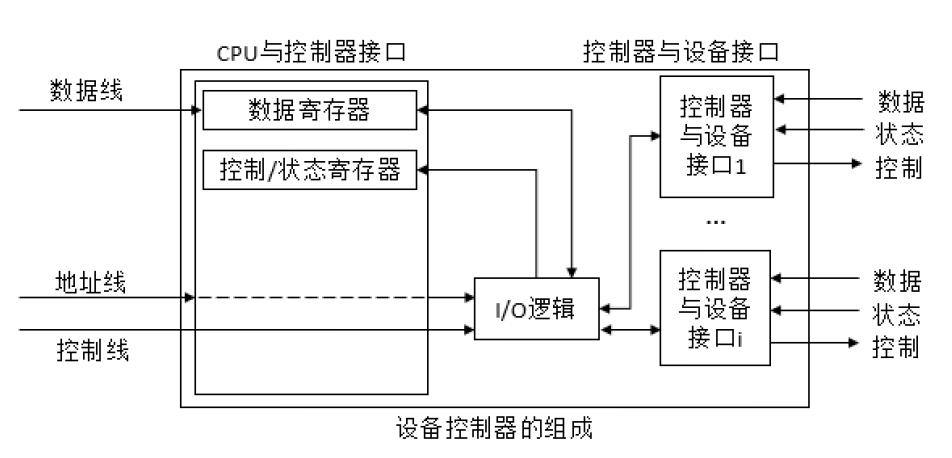 CPU与控制器接口
控制器与设备接口
数据线
数据寄存器
控制/状态寄存器
地址线
控制线
I/O逻辑
控制器
与设备
接口1
数据
状态
控制
...
控制器
与设备
接口i
数据
状态
控制
设备控制器的组成